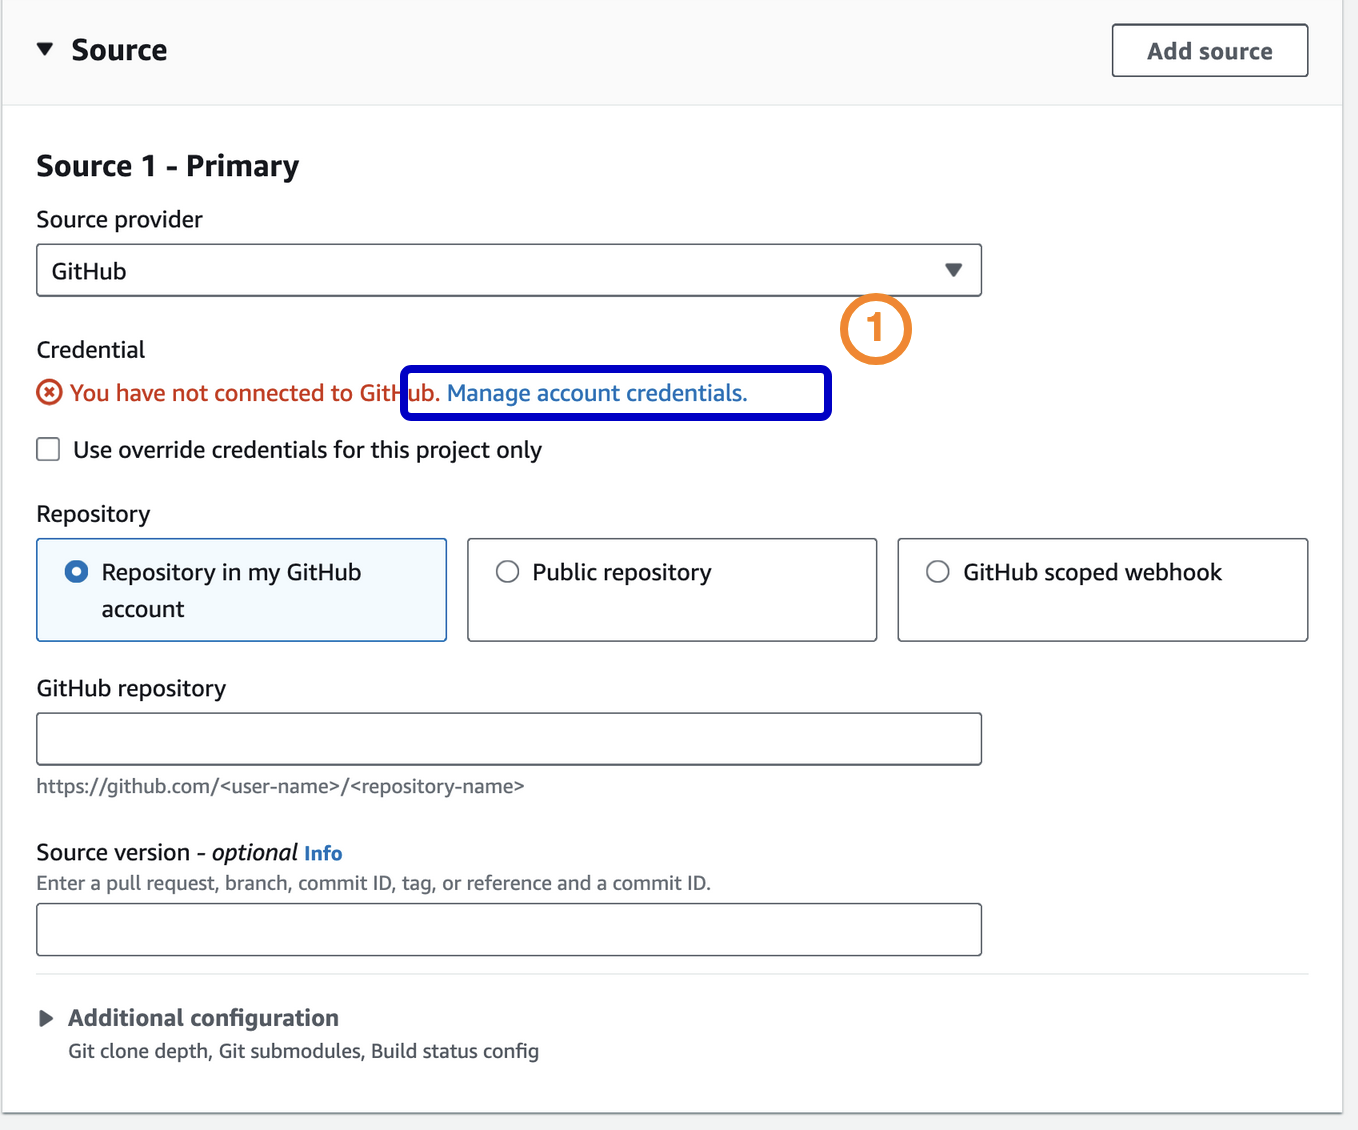 Source
Add source
Source 1 - Primary
Source provider
GitHub
1
Credential
You have not connected to GitHub. Manage account credentials.
Use override credentials for this project only
Repository
Repository in my GitHub
account
Public repository
GitHub scoped webhook
GitHub repository
https://github.com/<user-name>/<repository-name>
Source version - optional Info
Enter a pull request, branch, commit ID, tag, or reference and a commit ID.
Additional configuration
Git clone depth, Git submodules, Build status config